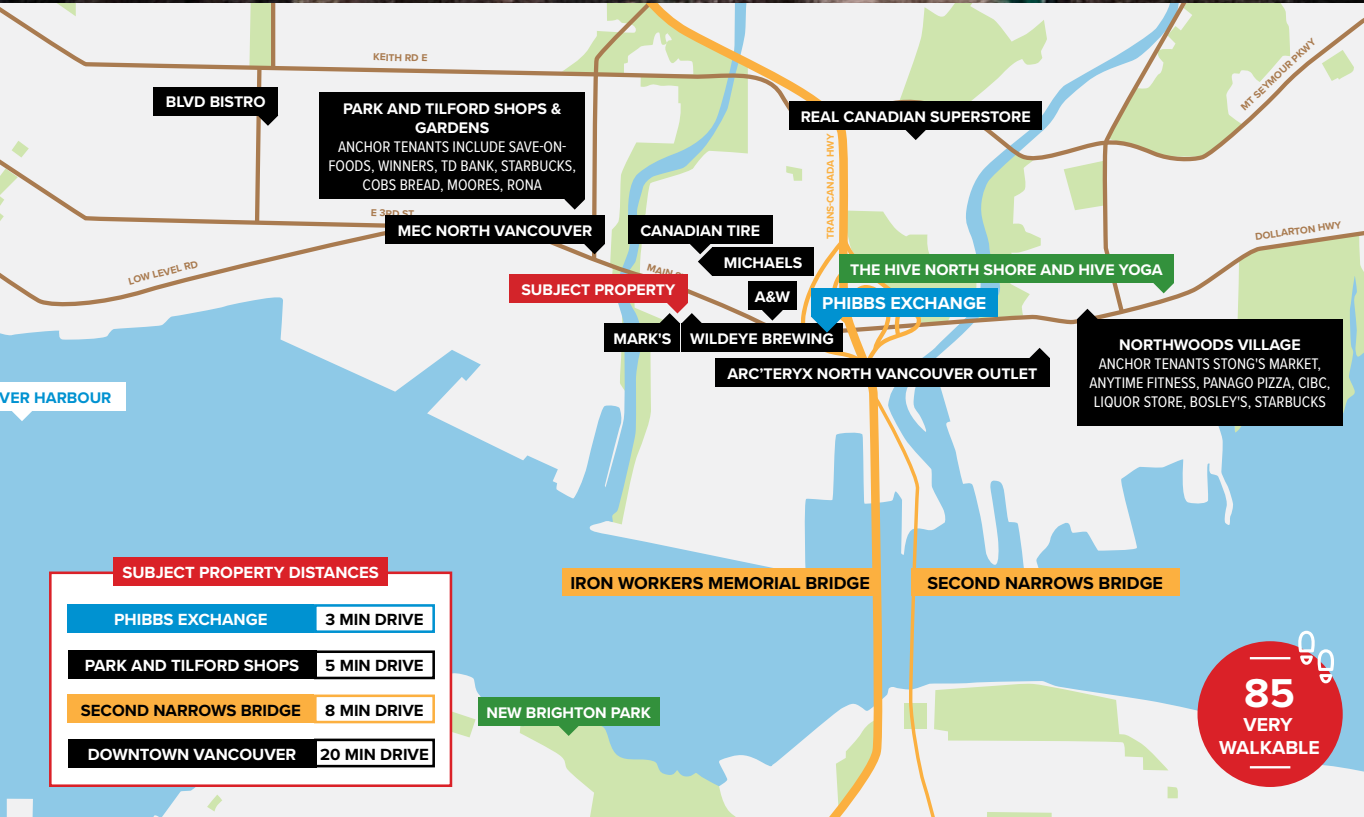 KEITH RD E
MT SEYMOUR PKWY
BLVD BISTRO
PARK AND TILFORD SHOPS &
GARDENS
ANCHOR TENANTS INCLUDE SAVE-ON-
FOODS, WINNERS, TD BANK, STARBUCKS,
COBS BREAD, MOORES, RONA
REAL CANADIAN SUPERSTORE
TRANS-CANADA HWY
E 3RD ST
MEC NORTH VANCOUVER
CANADIAN TIRE
DOLLARTON HWY
MICHAELS
LOW LEVEL RD
MAIN
THE HIVE NORTH SHORE AND HIVE YOGA
SUBJECT PROPERTY
A&W
PHIBBS EXCHANGE
MARK'S
WILDEYE BREWING
ARC'TERYX NORTH VANCOUVER OUTLET
NORTHWOODS VILLAGE
ANCHOR TENANTS STONG'S MARKET,
ANYTIME FITNESS, PANAGO PIZZA, CIBC,
LIQUOR STORE, BOSLEY'S, STARBUCKS
VER HARBOUR
IRON WORKERS MEMORIAL BRIDGE
SECOND NARROWS BRIDGE
SUBJECT PROPERTY DISTANCES
PHIBBS EXCHANGE 3 MIN DRIVE
PARK AND TILFORD SHOPS 5 MIN DRIVE
SECOND NARROWS BRIDGE 8 MIN DRIVE
DOWNTOWN VANCOUVER 20 MIN DRIVE
NEW BRIGHTON PARK
85
VERY
WALKABLE